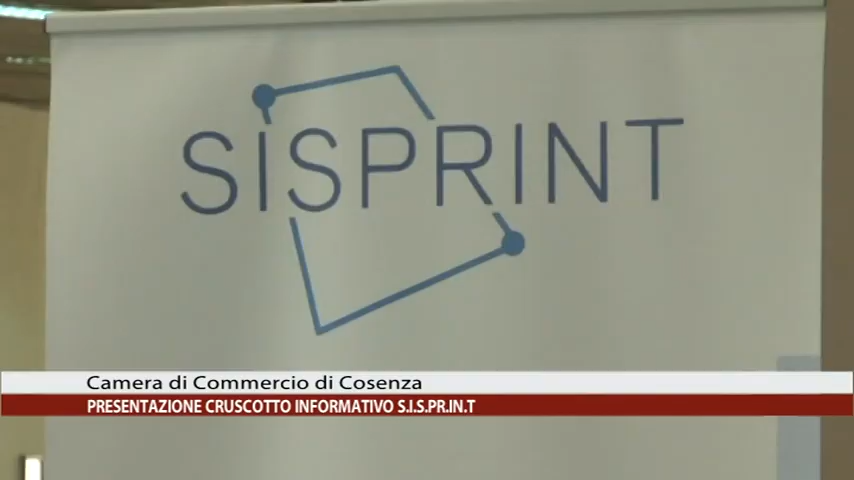 SISPRINT
Camera di Commercio di Cosenza
PRESENTAZIONE CRUSCOTTO INFORMATIVO S.I.S.PR.IN.T